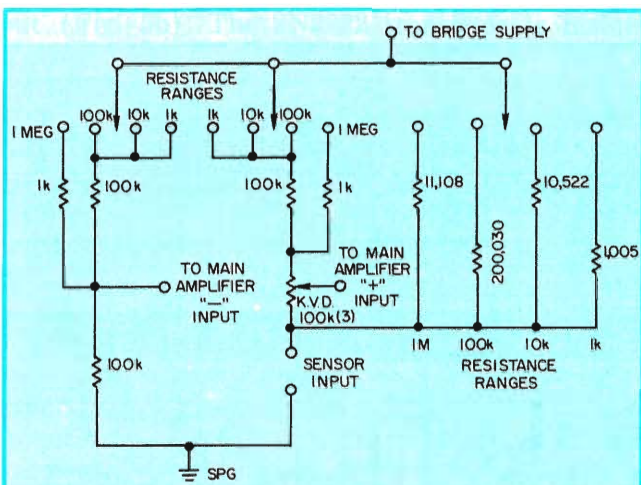 TO BRIDGE SUPPLY
RESISTANCE
RANGES
1 MEG
100k
10k
1k
1k
10k
100k
1 MEG
1k
100k
100k
1k
11,108
200,030
10,522
1,005
TO MAIN
AMPLIFIER
"—"
INPUT
TO MAIN
AMPLIFIER
"+"
INPUT
K.V.D.
100k(3)
1M
100k
10k
1k
RESISTANCE
RANGES
100k
SENSOR
INPUT
SPG